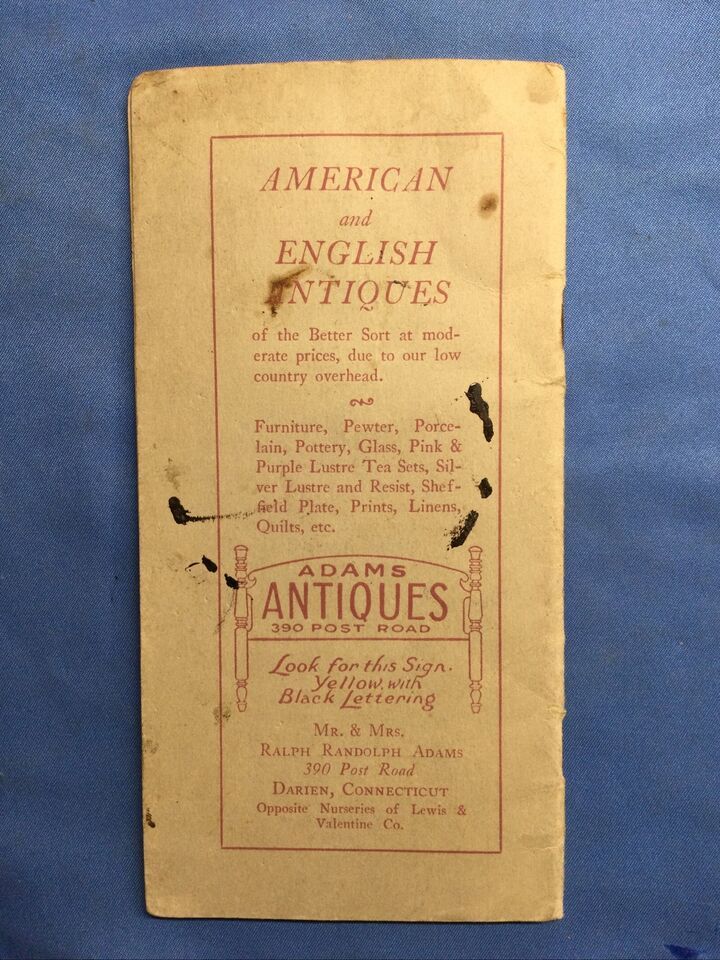 AMERICAN
and
ENGLISH
ANTIQUES
of the Better Sort at mod-
erate prices, due to our low
country overhead.
Furniture, Pewter, Porce-
lain, Pottery, Glass, Pink &
Purple Lustre Tea Sets, Sil-
ver Lustre and Resist, Shef-
field Plate, Prints, Linens,
Quilts, etc.
ADAMS
ANTIQUES
390 POST ROAD
Look for this Sign.
Yellow, with
Black Lettering
MR. & MRS.
RALPH RANDOLPH ADAMS
390 Post Road
DARIEN, CONNECTICUT
Opposite Nurseries of Lewis &
Valentine Co.